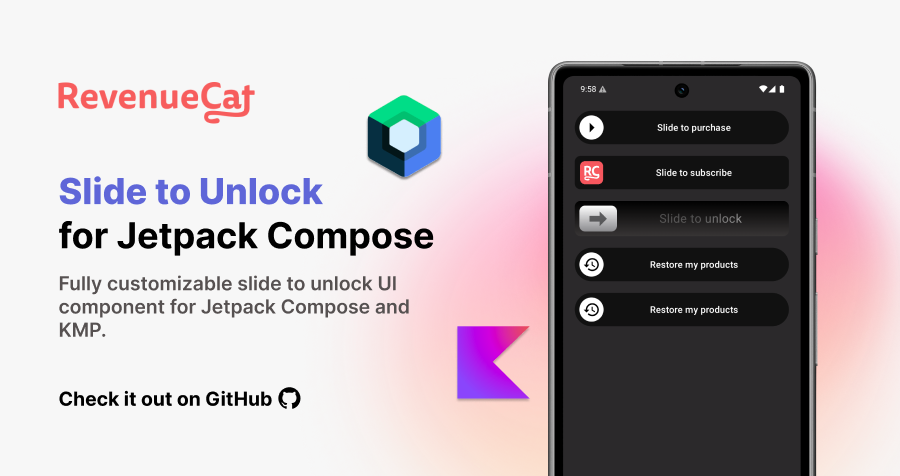 RevenueCat
Slide to Unlock
for Jetpack Compose
Fully customizable slide to unlock UI
component for Jetpack Compose and
KMP.
Check it out on GitHub
9:58
Slide to purchase
RC
Slide to subscribe
Slide to unlock
Restore my products
Restore my products